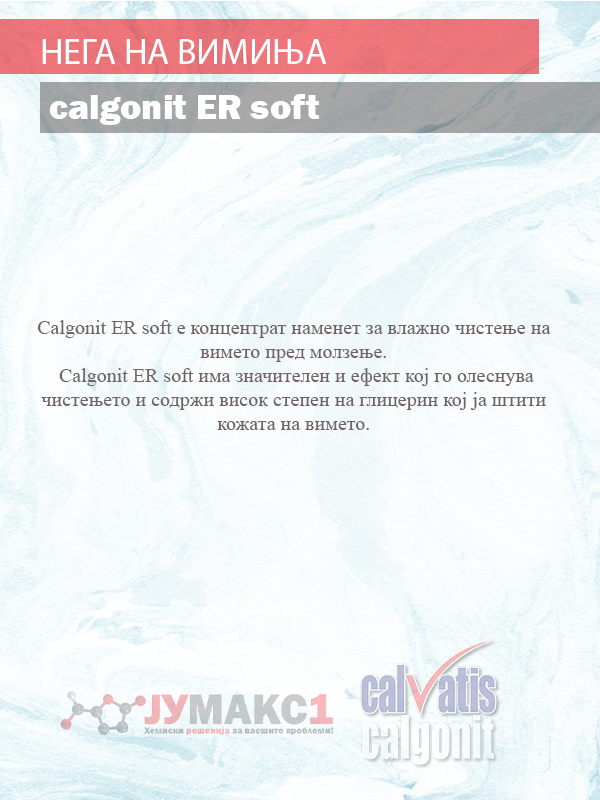 НЕГА НА ВИМИЊА
calgonit ER soft
Calgonit ER soft е концентрат наменет за влажно чистење на
вимето пред молзење.
Calgonit ER soft има значителен и ефект кој го олеснува
чистењето и содржи висок степен на глицерин кој ја штити
кожата на вимето.
ЈУМАКС1
Хемиски решенија за васшите проблеми!
calvatis
calgonit